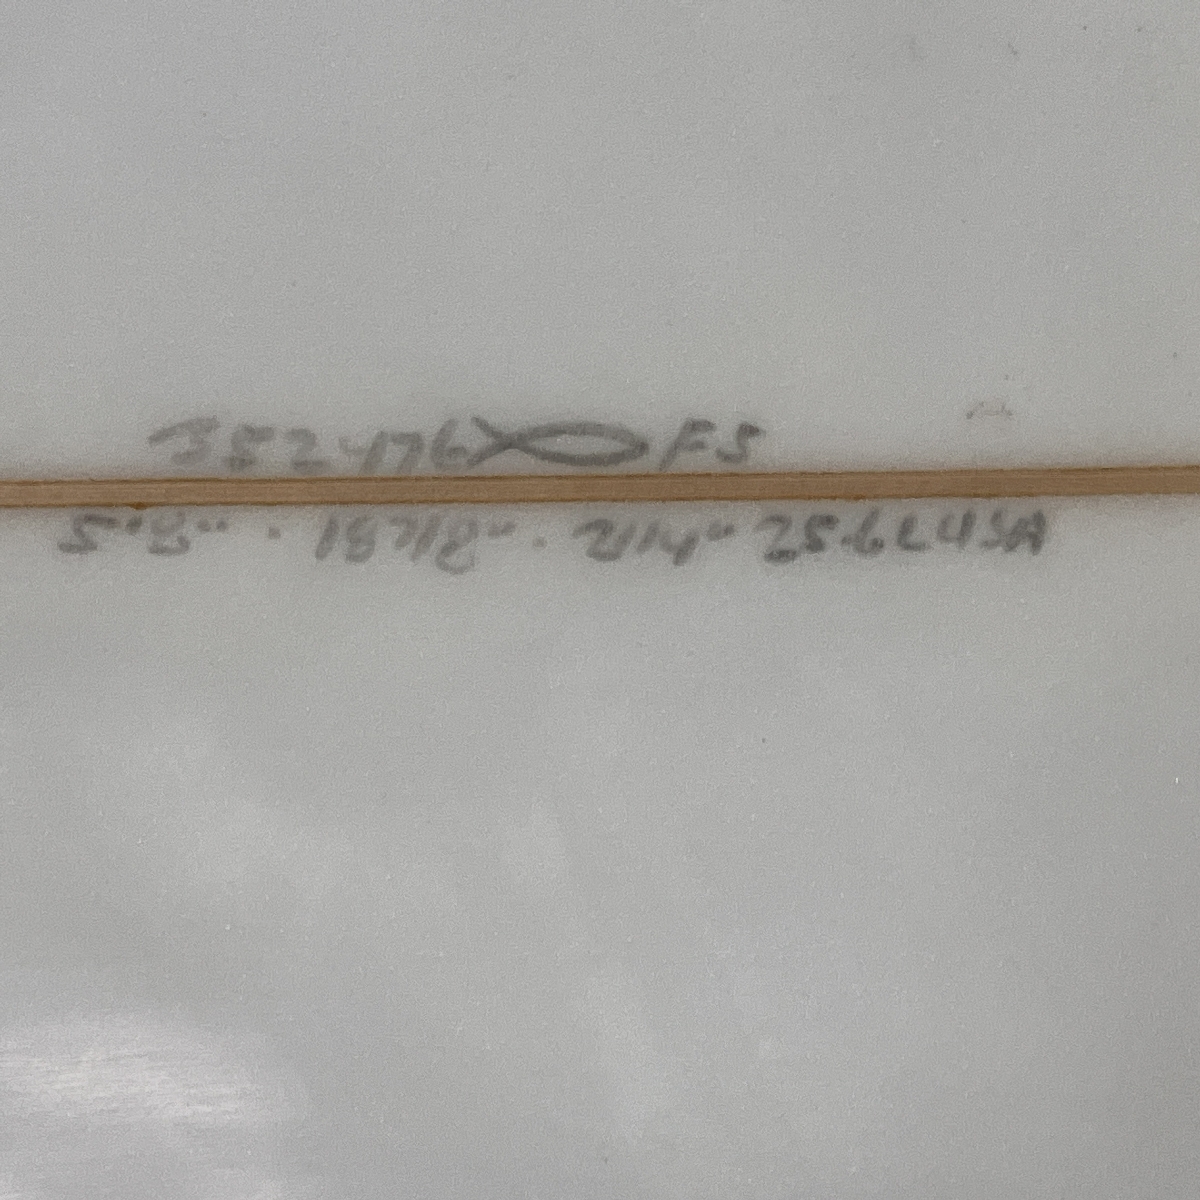 352476 FS
5'8" · 18 7/8" · 2 1/4" 25.6L USA